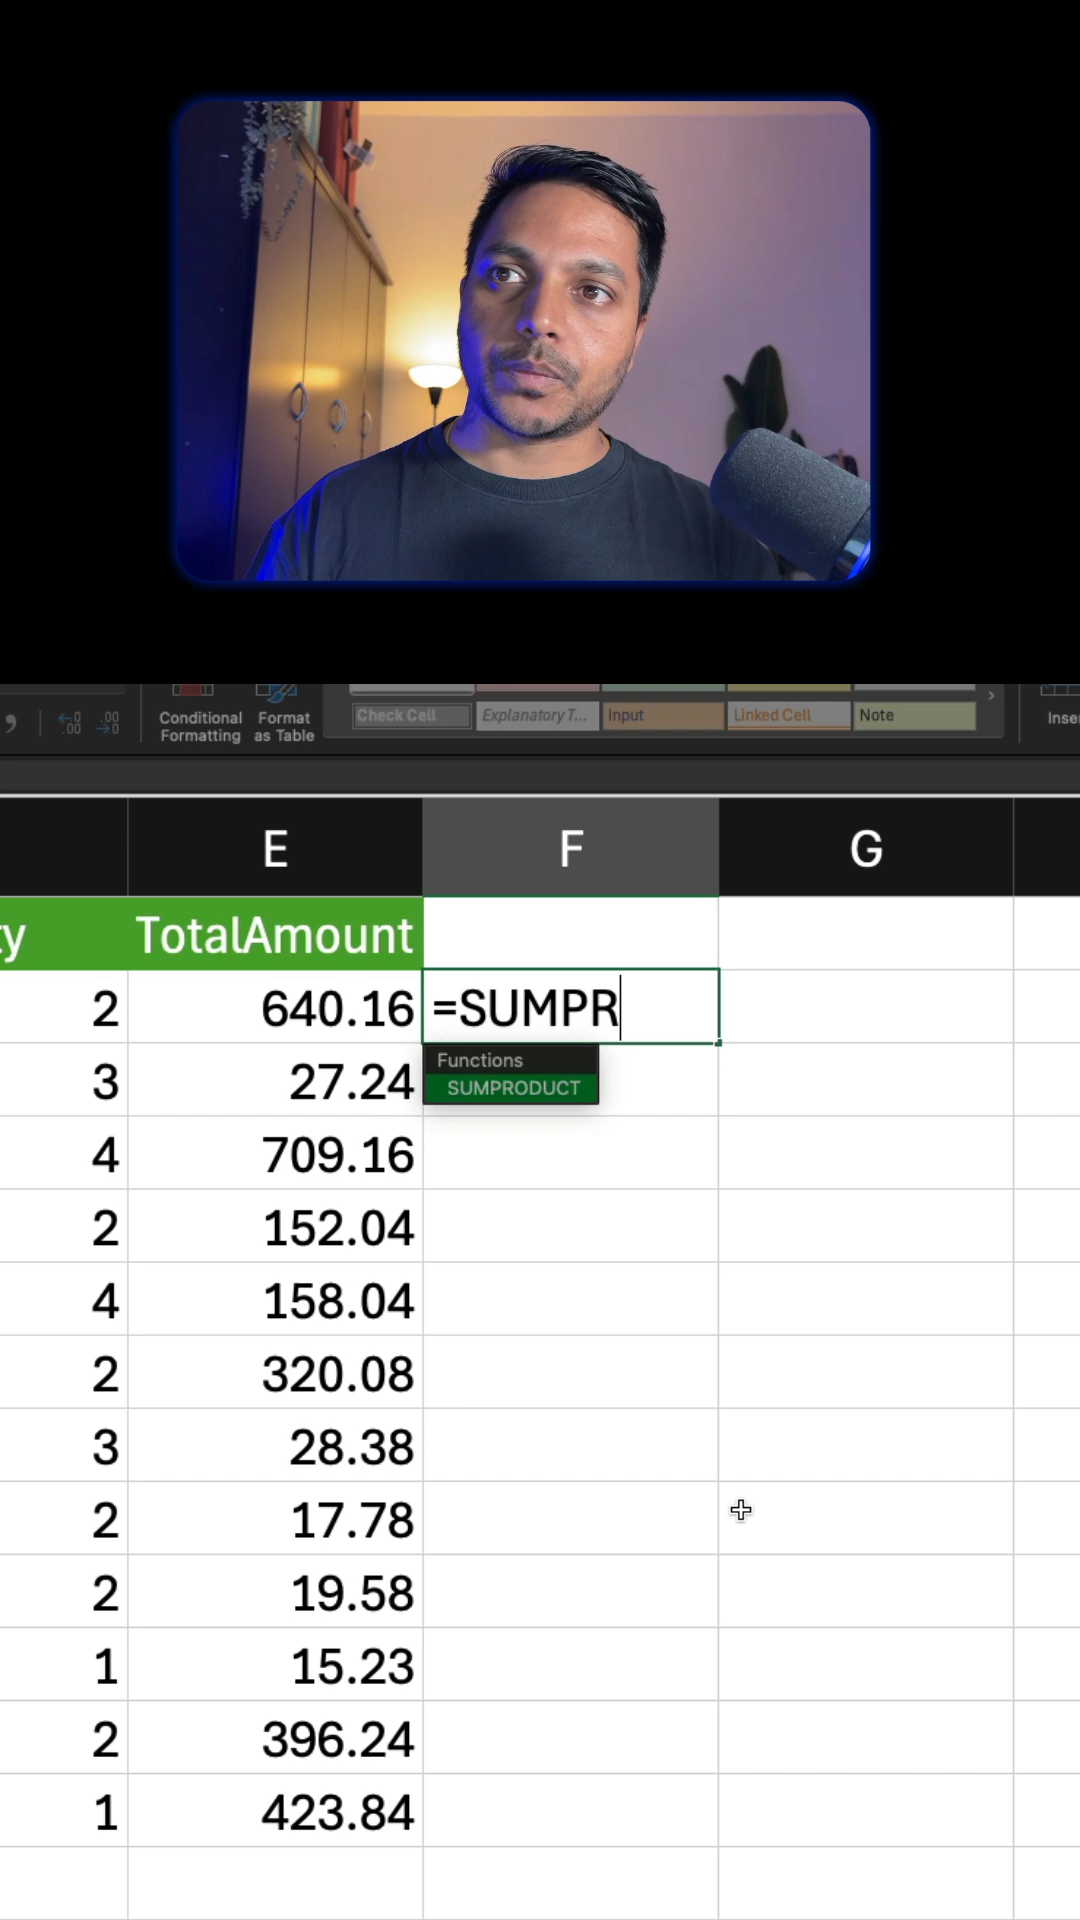 Conditional
Formatting
Format
as Table
Check Cell
Explanatory T...
Input
Linked Cell
Note
E F G
TotalAmount
2 640.16 =SUMPR
Functions
SUMPRODUCT
3 27.24
4 709.16
2 152.04
4 158.04
2 320.08
3 28.38
2 17.78
2 19.58
1 15.23
2 396.24
1 423.84